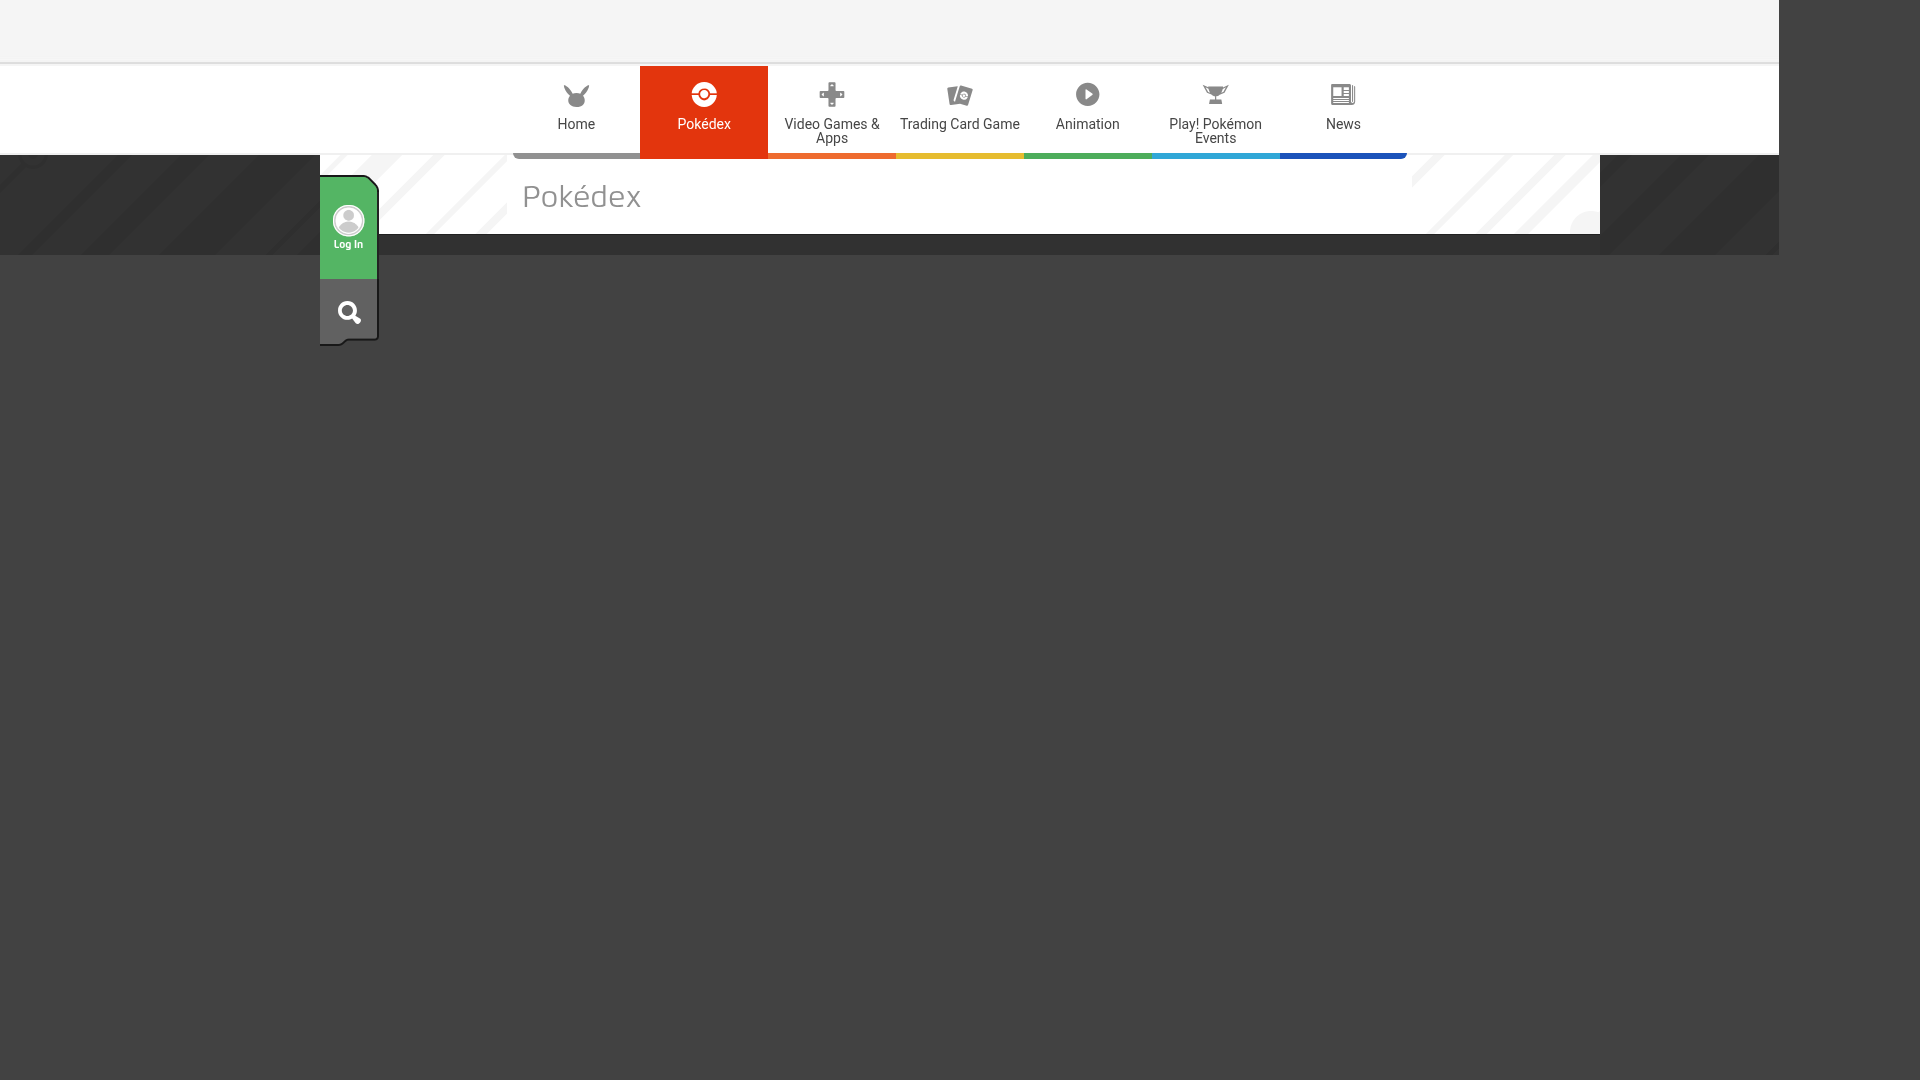 Home
Pokédex
Video Games &
Apps
Trading Card Game
Animation
Play! Pokémon
Events
News
Pokédex
Log In